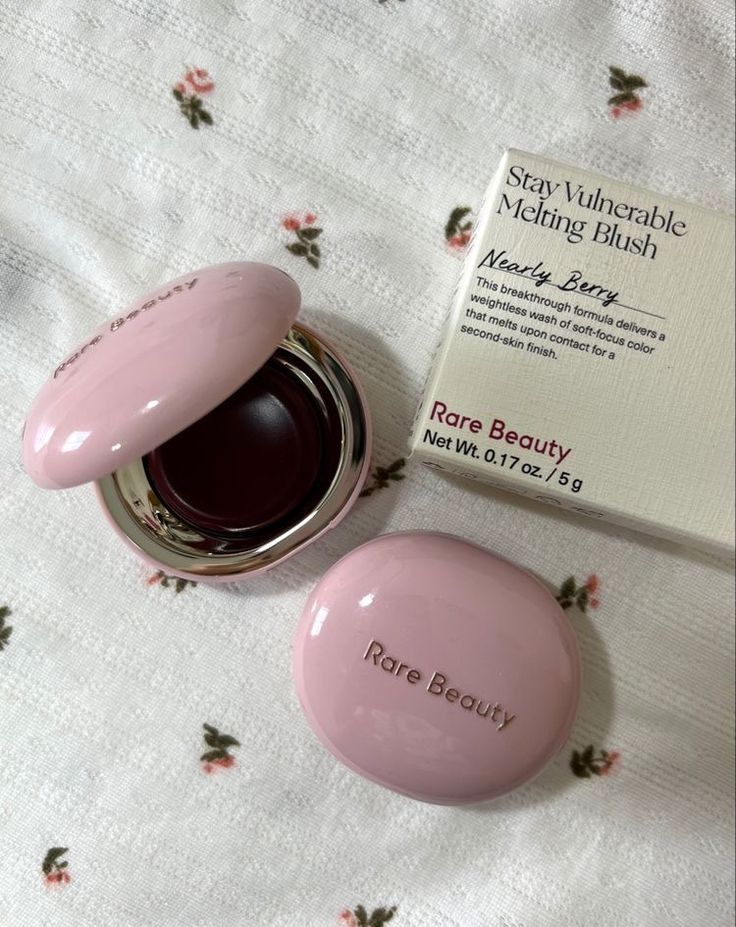 Stay Vulnerable
Melting Blush
Nearly Berry
This breakthrough formula delivers a
weightless wash of soft-focus color
that melts upon contact for a
second-skin finish.
Rare Beauty
Net Wt. 0.17 oz. / 5 g
Rare Beauty
Rare Beauty